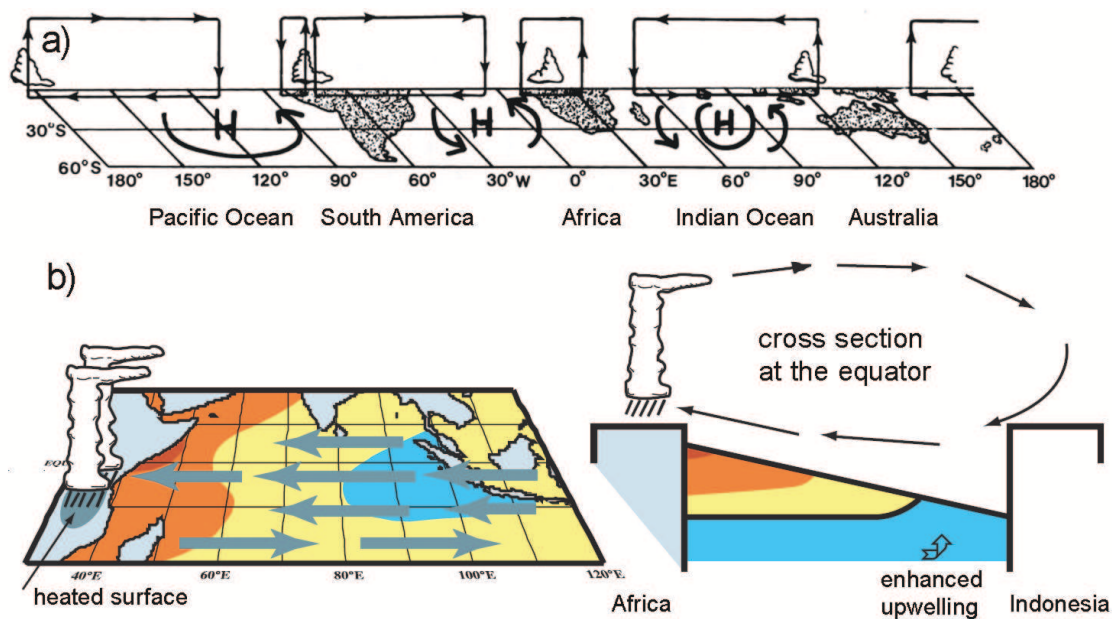 a)
H
H
H
30°S
60°S
180°
150°
120°
90°
60°
30°W
0°
30°E
60°
90°
120°
150°
180°
Pacific Ocean
South America
Africa
Indian Ocean
Australia
b)
cross section
at the equator
EQU
40°E
60°E
80°E
100°E
120°E
heated surface
Africa
enhanced
upwelling
Indonesia